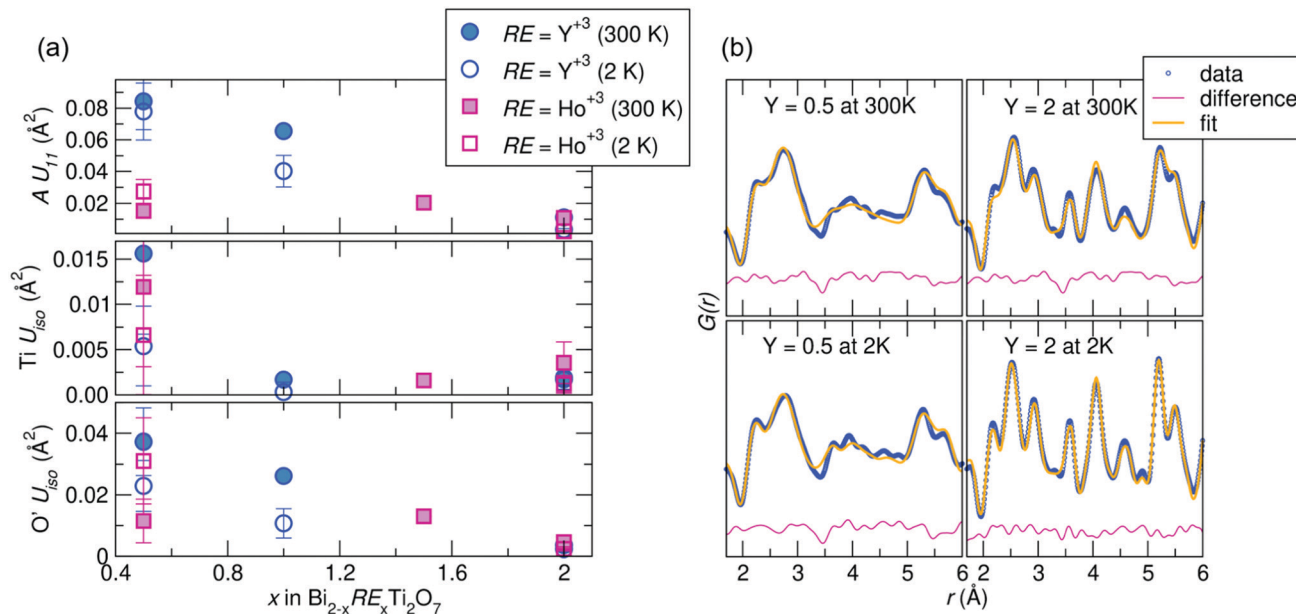 (a)
RE = Y+3 (300 K)
RE = Y+3 (2 K)
RE = Ho+3 (300 K)
RE = Ho+3 (2 K)
A U11 (Å2)
0.08
0.06
0.04
0.02
Ti Uiso (Å2)
0.015
0.010
0.005
0.00
O' Uiso (Å2)
0.04
0.02
0
0.4 0.8 1.2 1.6 2
x in Bi2-xRExTi2O7
(b)
data
difference
fit
Y = 0.5 at 300K
Y = 2 at 300K
G(r)
Y = 0.5 at 2K
Y = 2 at 2K
2 3 4 5 6 2 3 4 5 6
r (Å)